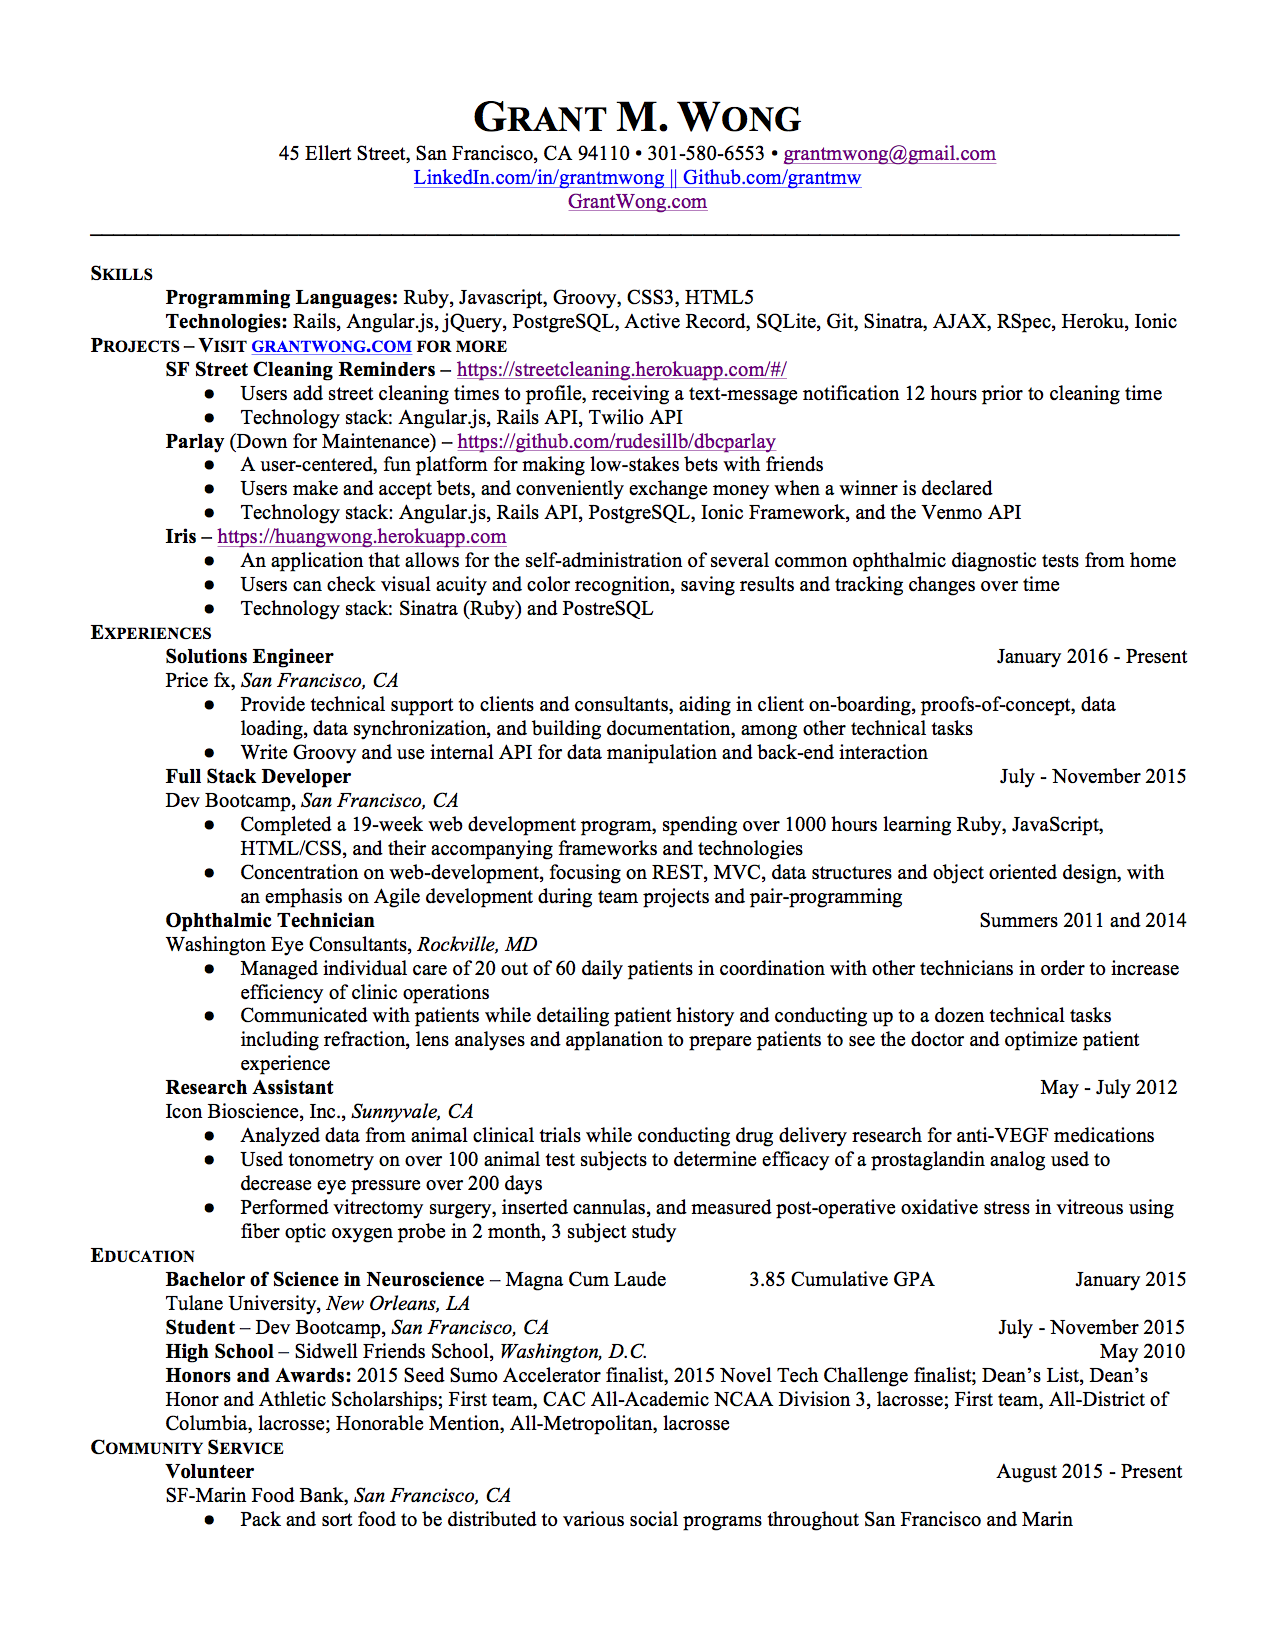 GRANT M. WONG
45 Ellert Street, San Francisco, CA 94110 • 301-580-6553 • grantmwong@gmail.com
LinkedIn.com/in/grantmwong || Github.com/grantmw
GrantWong.com
SKILLS
Programming Languages: Ruby, Javascript, Groovy, CSS3, HTML5
Technologies: Rails, Angular.js, jQuery, PostgreSQL, Active Record, SQLite, Git, Sinatra, AJAX, RSpec, Heroku, Ionic
PROJECTS – VISIT GRANTWONG.COM FOR MORE
SF Street Cleaning Reminders – https://streetcleaning.herokuapp.com/#/
● Users add street cleaning times to profile, receiving a text-message notification 12 hours prior to cleaning time
● Technology stack: Angular.js, Rails API, Twilio API
Parlay (Down for Maintenance) – https://github.com/rudesillb/dbcparlay
● A user-centered, fun platform for making low-stakes bets with friends
● Users make and accept bets, and conveniently exchange money when a winner is declared
● Technology stack: Angular.js, Rails API, PostgreSQL, Ionic Framework, and the Venmo API
Iris – https://huangwong.herokuapp.com
● An application that allows for the self-administration of several common ophthalmic diagnostic tests from home
● Users can check visual acuity and color recognition, saving results and tracking changes over time
● Technology stack: Sinatra (Ruby) and PostreSQL
EXPERIENCES
Solutions Engineer January 2016 - Present
Price fx, San Francisco, CA
● Provide technical support to clients and consultants, aiding in client on-boarding, proofs-of-concept, data
loading, data synchronization, and building documentation, among other technical tasks
● Write Groovy and use internal API for data manipulation and back-end interaction
Full Stack Developer July - November 2015
Dev Bootcamp, San Francisco, CA
● Completed a 19-week web development program, spending over 1000 hours learning Ruby, JavaScript,
HTML/CSS, and their accompanying frameworks and technologies
● Concentration on web-development, focusing on REST, MVC, data structures and object oriented design, with
an emphasis on Agile development during team projects and pair-programming
Ophthalmic Technician Summers 2011 and 2014
Washington Eye Consultants, Rockville, MD
● Managed individual care of 20 out of 60 daily patients in coordination with other technicians in order to increase
efficiency of clinic operations
● Communicated with patients while detailing patient history and conducting up to a dozen technical tasks
including refraction, lens analyses and applanation to prepare patients to see the doctor and optimize patient
experience
Research Assistant May - July 2012
Icon Bioscience, Inc., Sunnyvale, CA
● Analyzed data from animal clinical trials while conducting drug delivery research for anti-VEGF medications
● Used tonometry on over 100 animal test subjects to determine efficacy of a prostaglandin analog used to
decrease eye pressure over 200 days
● Performed vitrectomy surgery, inserted cannulas, and measured post-operative oxidative stress in vitreous using
fiber optic oxygen probe in 2 month, 3 subject study
EDUCATION
Bachelor of Science in Neuroscience – Magna Cum Laude 3.85 Cumulative GPA January 2015
Tulane University, New Orleans, LA
Student – Dev Bootcamp, San Francisco, CA July - November 2015
High School – Sidwell Friends School, Washington, D.C. May 2010
Honors and Awards: 2015 Seed Sumo Accelerator finalist, 2015 Novel Tech Challenge finalist; Dean's List, Dean's
Honor and Athletic Scholarships; First team, CAC All-Academic NCAA Division 3, lacrosse; First team, All-District of
Columbia, lacrosse; Honorable Mention, All-Metropolitan, lacrosse
COMMUNITY SERVICE
Volunteer August 2015 - Present
SF-Marin Food Bank, San Francisco, CA
● Pack and sort food to be distributed to various social programs throughout San Francisco and Marin